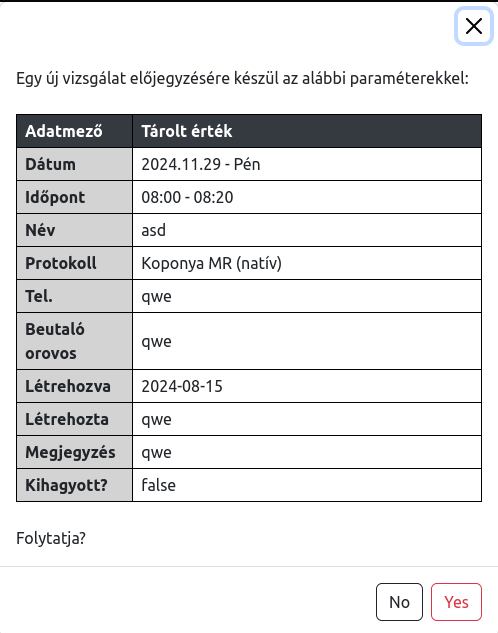 Egy új vizsgálat előjegyzésére készül az alábbi paraméterekkel:
Adatmező Tárolt érték
Dátum 2024.11.29 - Pén
Időpont 08:00 - 08:20
Név asd
Protokoll Koponya MR (natív)
Tel. qwe
Beutaló
orovos qwe
Létrehozva 2024-08-15
Létrehozta qwe
Megjegyzés qwe
Kihagyott? false
Folytatja?
No Yes